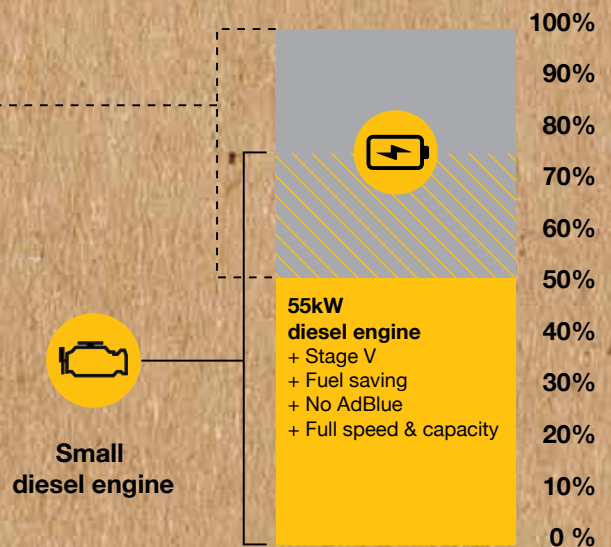 100%
90%
80%
70%
60%
50%
40%
30%
20%
10%
0 %
55kW
diesel engine
+ Stage V
+ Fuel saving
+ No AdBlue
+ Full speed & capacity
Small
diesel engine